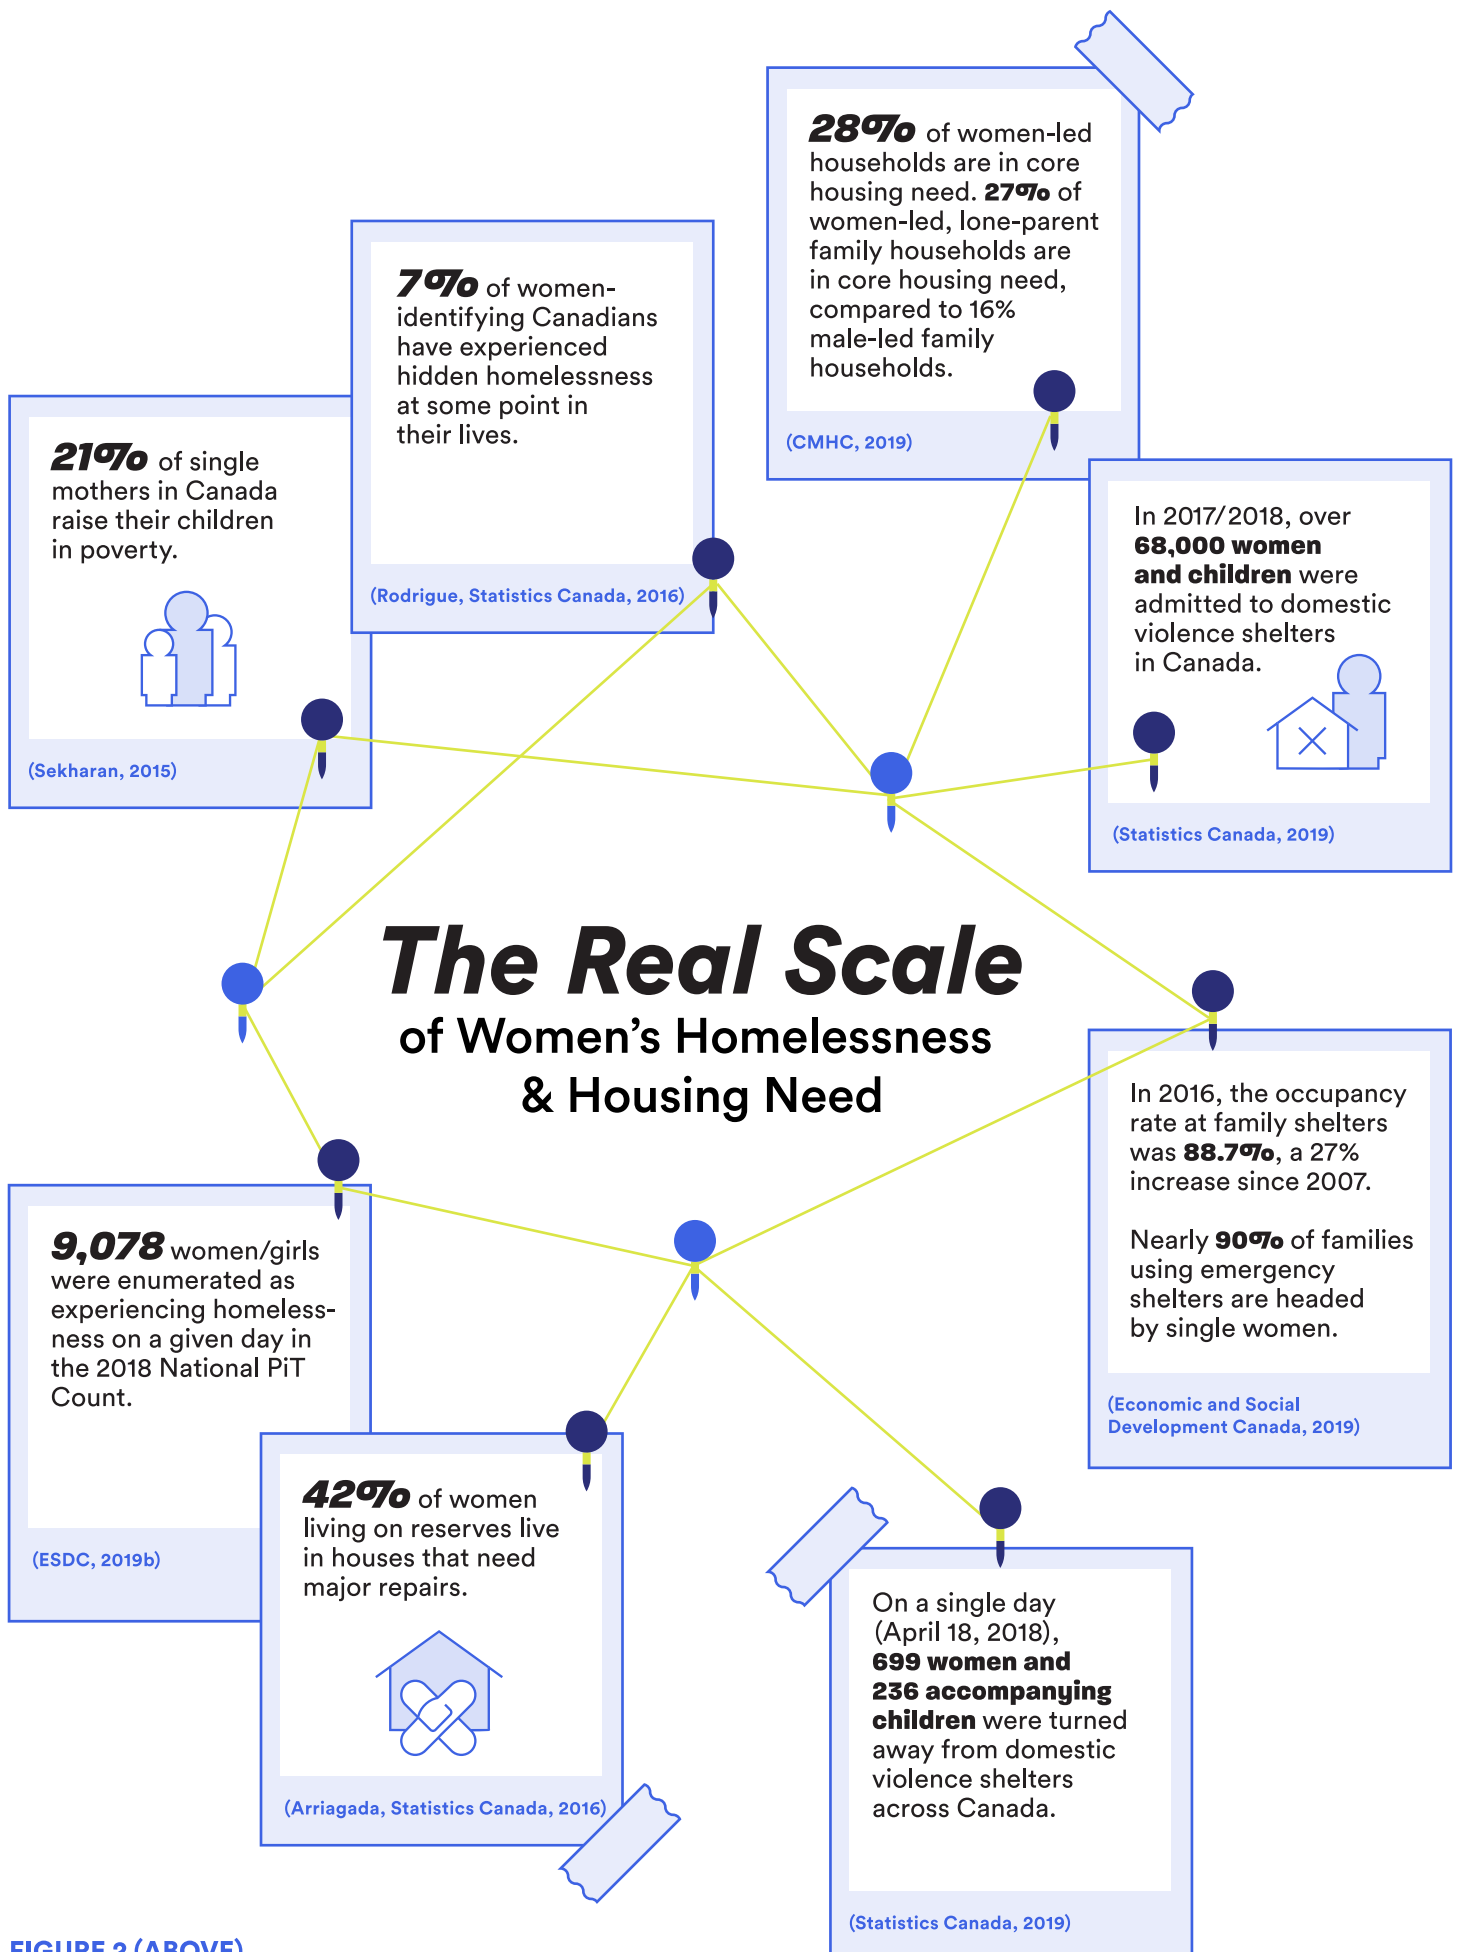 28% of women-led
households are in core
housing need. 27% of
women-led, lone-parent
family households are
in core housing need,
compared to 16%
male-led family
households.
(CMHC, 2019)
7% of women-
identifying Canadians
have experienced
hidden homelessness
at some point in
their lives.
(Rodrigue, Statistics Canada, 2016)
21% of single
mothers in Canada
raise their children
in poverty.
(Sekharan, 2015)
In 2017/2018, over
68,000 women
and children were
admitted to domestic
violence shelters
in Canada.
(Statistics Canada, 2019)
The Real Scale
of Women's Homelessness
& Housing Need
In 2016, the occupancy
rate at family shelters
was 88.7%, a 27%
increase since 2007.
Nearly 90% of families
using emergency
shelters are headed
by single women.
(Economic and Social
Development Canada, 2019)
9,078 women/girls
were enumerated as
experiencing homeless-
ness on a given day in
the 2018 National PiT
Count.
(ESDC, 2019b)
42% of women
living on reserves live
in houses that need
major repairs.
(Arriagada, Statistics Canada, 2016)
On a single day
(April 18, 2018),
699 women and
236 accompanying
children were turned
away from domestic
violence shelters
across Canada.
(Statistics Canada, 2019)
FIGURE 2 (ABOVE)